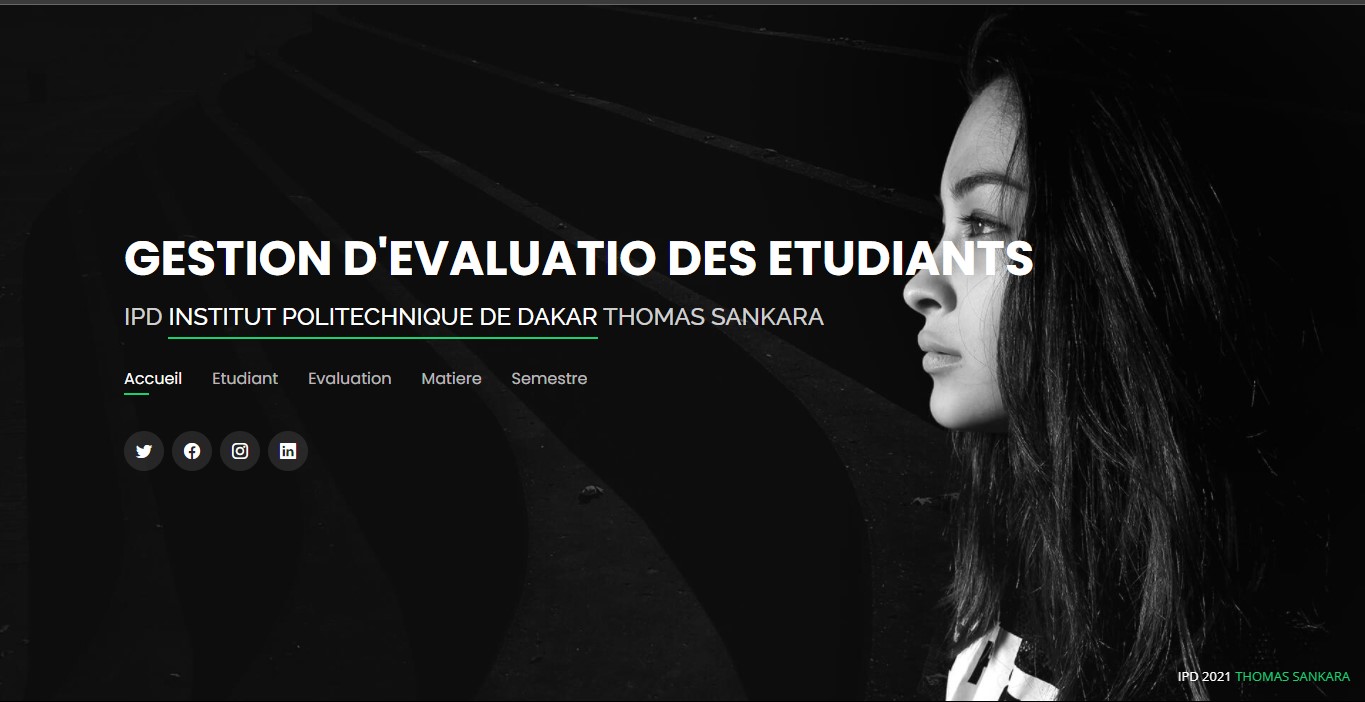 GESTION D'EVALUATIO DES ETUDIANTS
IPD INSTITUT POLITECHNIQUE DE DAKAR THOMAS SANKARA
Accueil Etudiant Evaluation Matiere Semestre
IPD 2021 THOMAS SANKARA